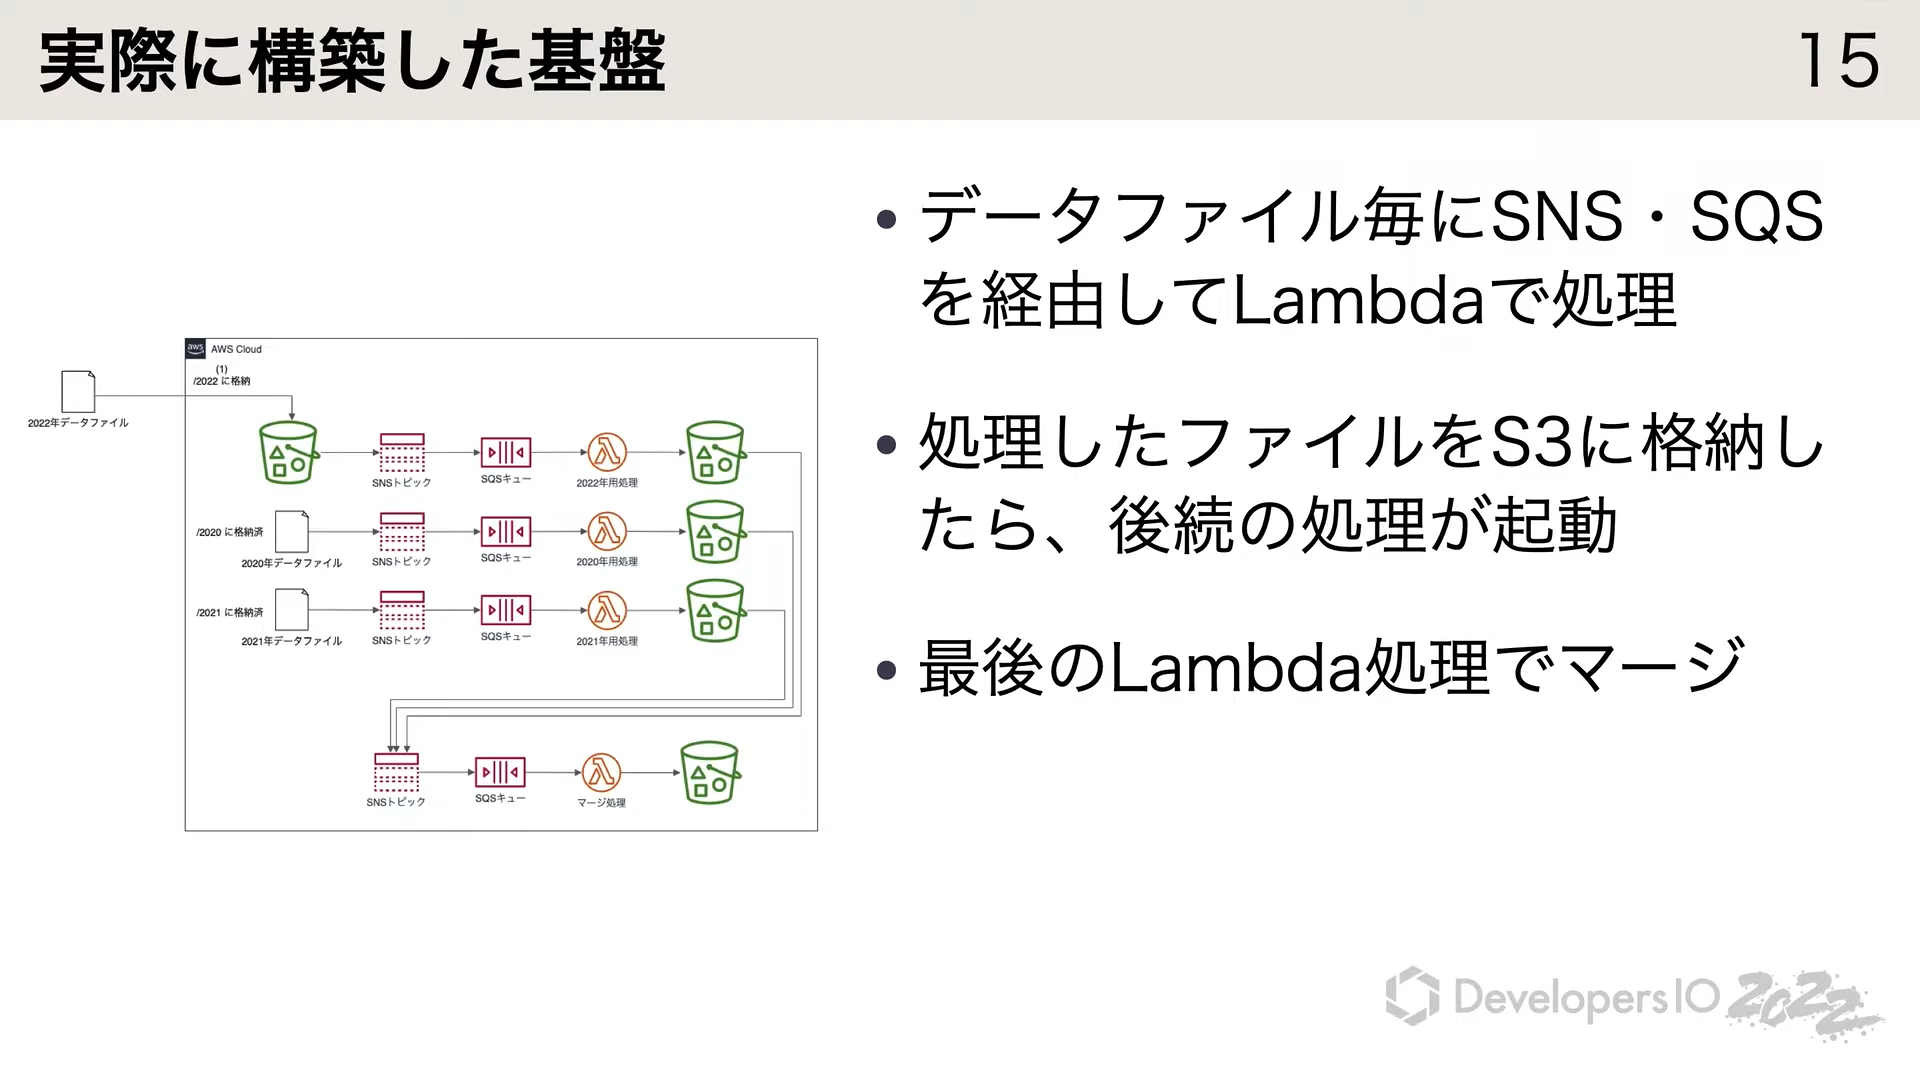 実際に構築した基盤
15
データファイル毎にSNS・SQS
を経由してLambdaで処理
処理したファイルをS3に格納し
たら、後続の処理が起動
最後のLambda処理でマージ
aws
AWS Cloud
(1)
/2022 に格納
2022年データファイル
SNSトピック
SQSキュー
2022年用処理
/2020 に格納済
2020年データファイル
SNSトピック
SQSキュー
2020年用処理
/2021 に格納済
2021年データファイル
SNSトピック
SQSキュー
2021年用処理
SNSトピック
SQSキュー
マージ処理
DevelopersIO 2022